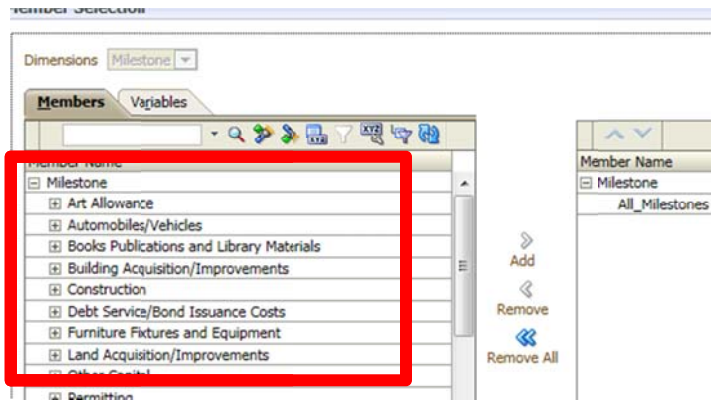 Member Selection
Dimensions Milestone
Members Variables
Member Name
Milestone
Art Allowance
Automobiles/Vehicles
Books Publications and Library Materials
Building Acquisition/Improvements
Construction
Debt Service/Bond Issuance Costs
Furniture Fixtures and Equipment
Land Acquisition/Improvements
Other Capital
Permitting
Add
Remove
Remove All
Member Name
Milestone
All_Milestones